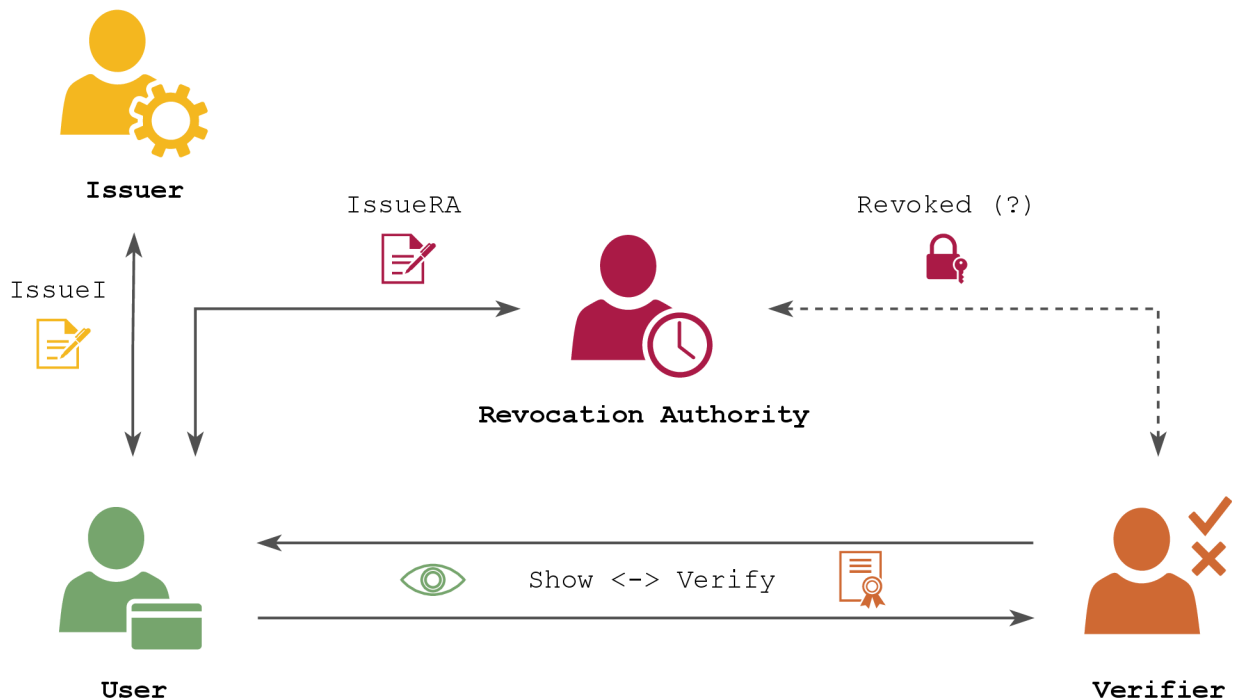 Issuer
IssueRA
Revoked (?)
IssueI
Revocation Authority
Show <-> Verify
User
Verifier